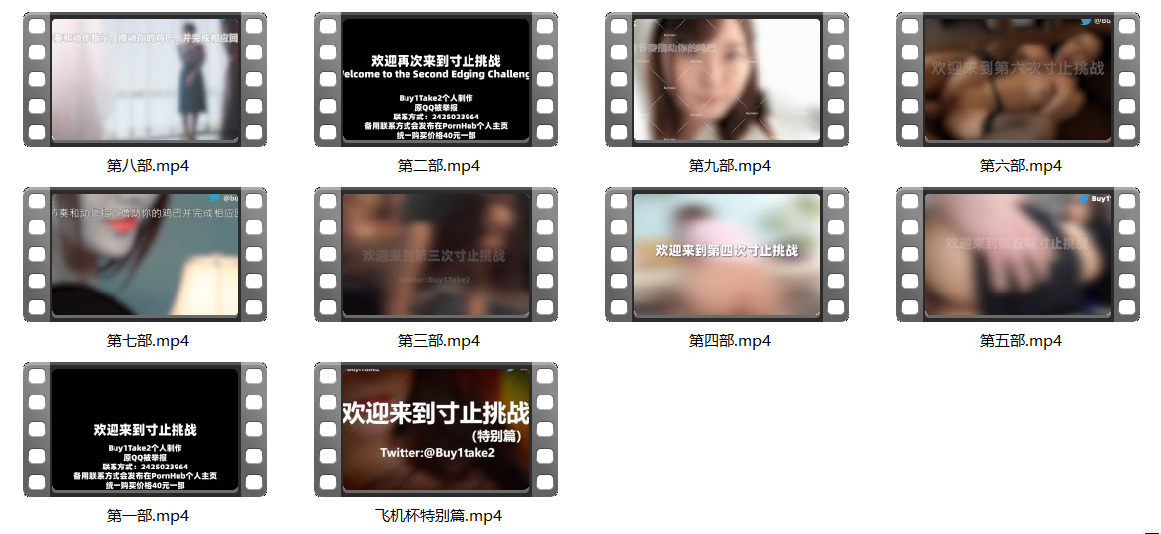 奏和动作指示，撸动你的鸡巴，并完成相应回
第八部.mp4
欢迎再次来到寸止挑战
Welcome to the Second Edging Challeng
Buy1Take2个人制作
原QQ被举报
联系方式：2425023964
备用联系方式会发布在PornHub个人主页
统一购买价格40元一部
第二部.mp4
节奏撸动你的鸡巴
第九部.mp4
@Bu
欢迎来到第六次寸止挑战
第六部.mp4
@bu
节奏和动作指示，撸动你的鸡巴并完成相应回
第七部.mp4
欢迎来到第三次寸止挑战
Twitter:Buy1Take2
第三部.mp4
欢迎来到第四次寸止挑战
第四部.mp4
Buy1
欢迎来到第五期寸止挑战
第五部.mp4
欢迎来到寸止挑战
Buy1Take2个人制作
原QQ被举报
联系方式：2425023964
备用联系方式会发布在PornHub个人主页
统一购买价格40元一部
第一部.mp4
Buy1Take2
欢迎来到寸止挑战
（特别篇）
Twitter:@Buy1take2
飞机杯特别篇.mp4